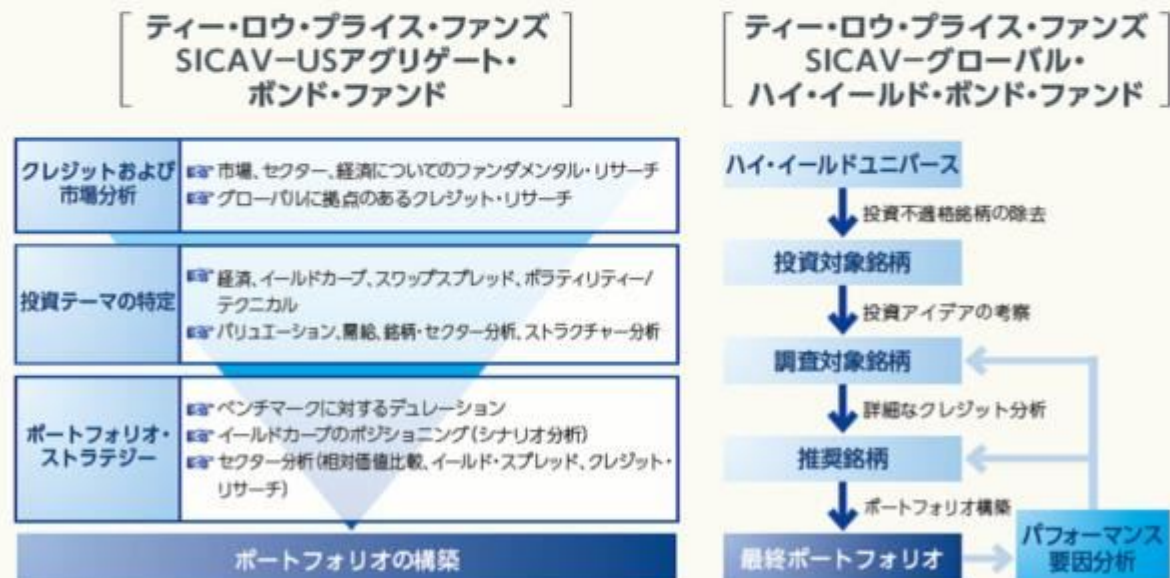 ティー・ロウ・プライス・ファンズ
SICAV－USアグリゲート・
ボンド・ファンド
クレジットおよび
市場分析
市場、セクター、経済についてのファンダメンタル・リサーチ
グローバルに拠点のあるクレジット・リサーチ
投資テーマの特定
経済、イールドカーブ、スワップスプレッド、ボラティリティー/
テクニカル
バリュエーション、需給、銘柄・セクター分析、ストラクチャー分析
ポートフォリオ・
ストラテジー
ベンチマークに対するデュレーション
イールドカーブのポジショニング(シナリオ分析)
セクター分析(相対価値比較、イールド・スプレッド、クレジット・
リサーチ)
ポートフォリオの構築
ティー・ロウ・プライス・ファンズ
SICAV－グローバル・
ハイ・イールド・ボンド・ファンド
ハイ・イールドユニバース
投資不適格銘柄の除去
投資対象銘柄
投資アイデアの考察
調査対象銘柄
詳細なクレジット分析
推奨銘柄
ポートフォリオ構築
最終ポートフォリオ
パフォーマンス
要因分析